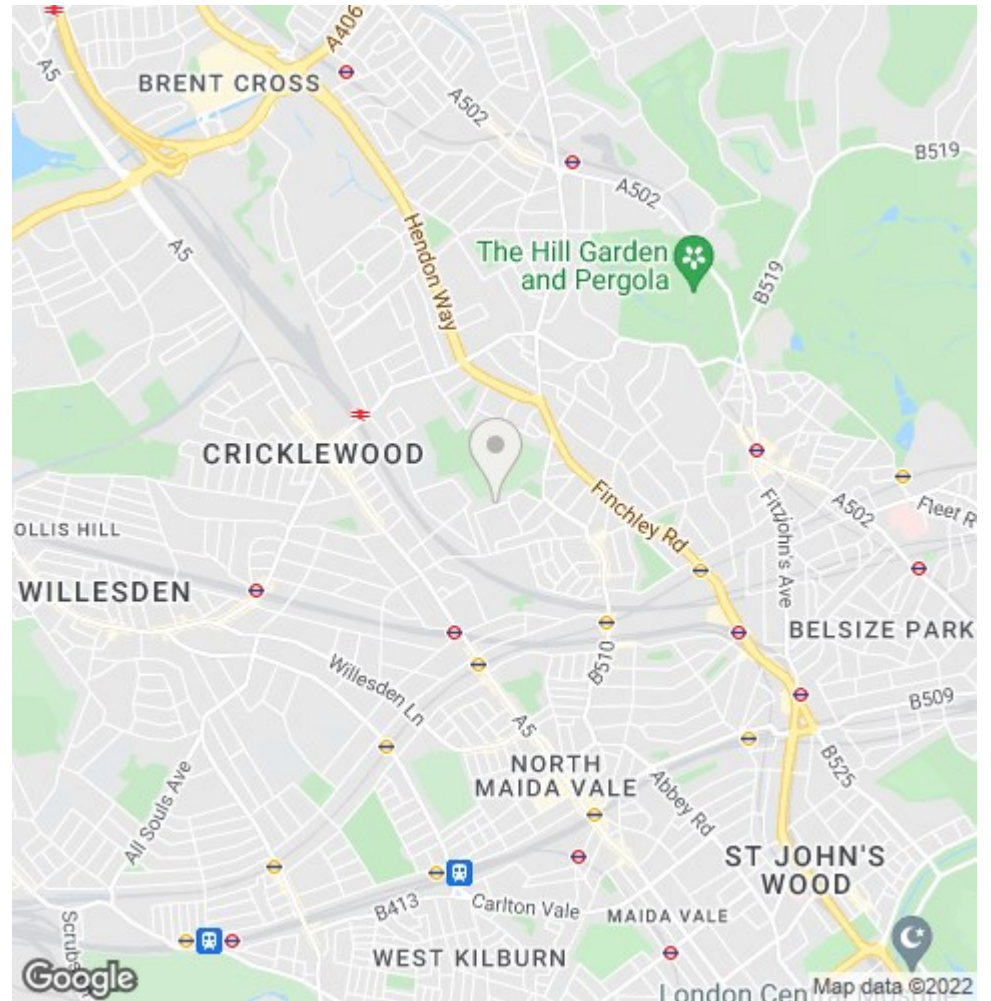 A406
A5
BRENT CROSS
A502
B519
A502
A5
Hendon Way
The Hill Garden
and Pergola
B519
CRICKLEWOOD
Finchley Rd
Fitzjohn's Ave
A502
Fleet R
OLLIS HILL
WILLESDEN
BELSIZE PARK
B510
Willesden Ln
B509
A5
NORTH
MAIDA VALE
Abbey Rd
B525
All Souls Ave
ST JOHN'S
WOOD
B413
Carlton Vale
MAIDA VALE
Scrube
WEST KILBURN
Google
London Cen
Map data ©2022